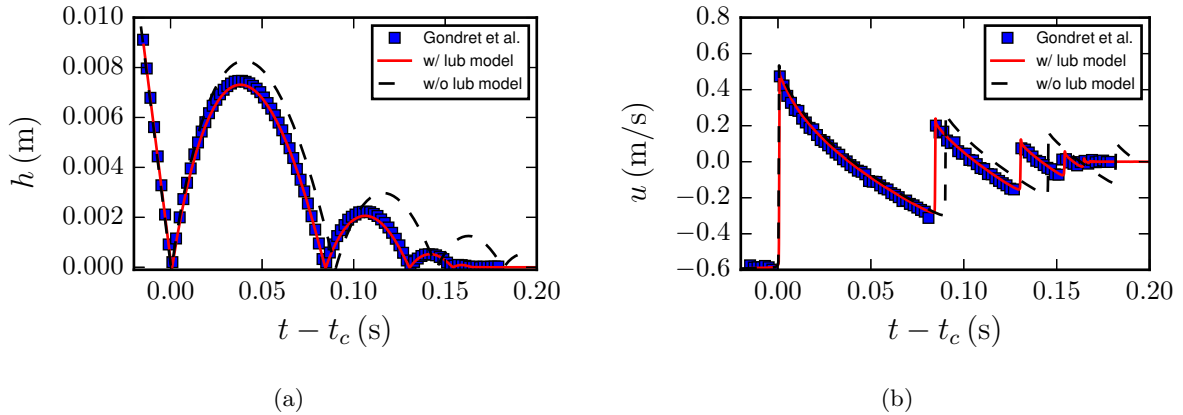 0.010
0.008
0.006
0.004
0.002
0.000
h (m)
0.00 0.05 0.10 0.15 0.20
t − t_c (s)
Gondret et al.
w/ lub model
w/o lub model
(a)
0.8
0.6
0.4
0.2
0.0
−0.2
−0.4
−0.6
u (m/s)
0.00 0.05 0.10 0.15 0.20
t − t_c (s)
Gondret et al.
w/ lub model
w/o lub model
(b)